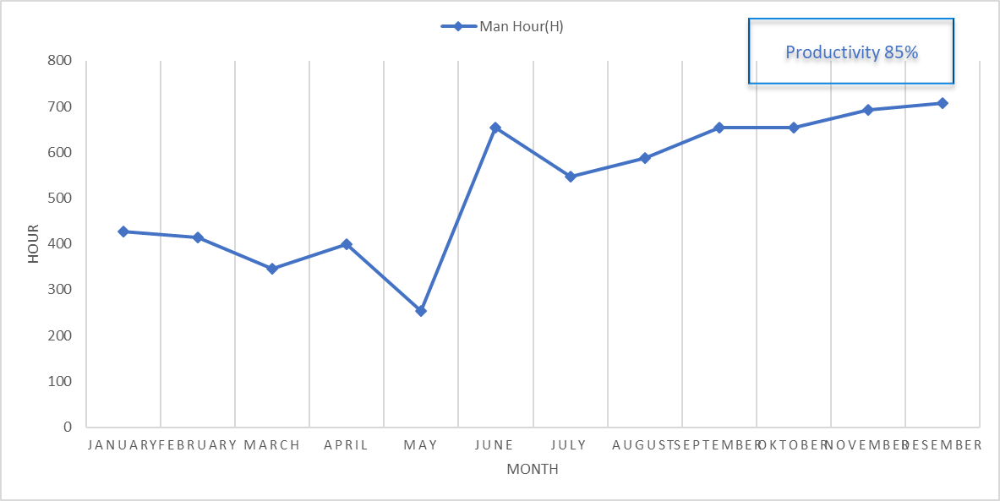 Man Hour(H)
Productivity 85%
800
700
600
500
400
300
200
100
0
HOUR
JANUARY FEBRUARY MARCH APRIL MAY JUNE JULY AUGUST SEPTEMBER OKTOBER NOVEMBER DESEMBER
MONTH